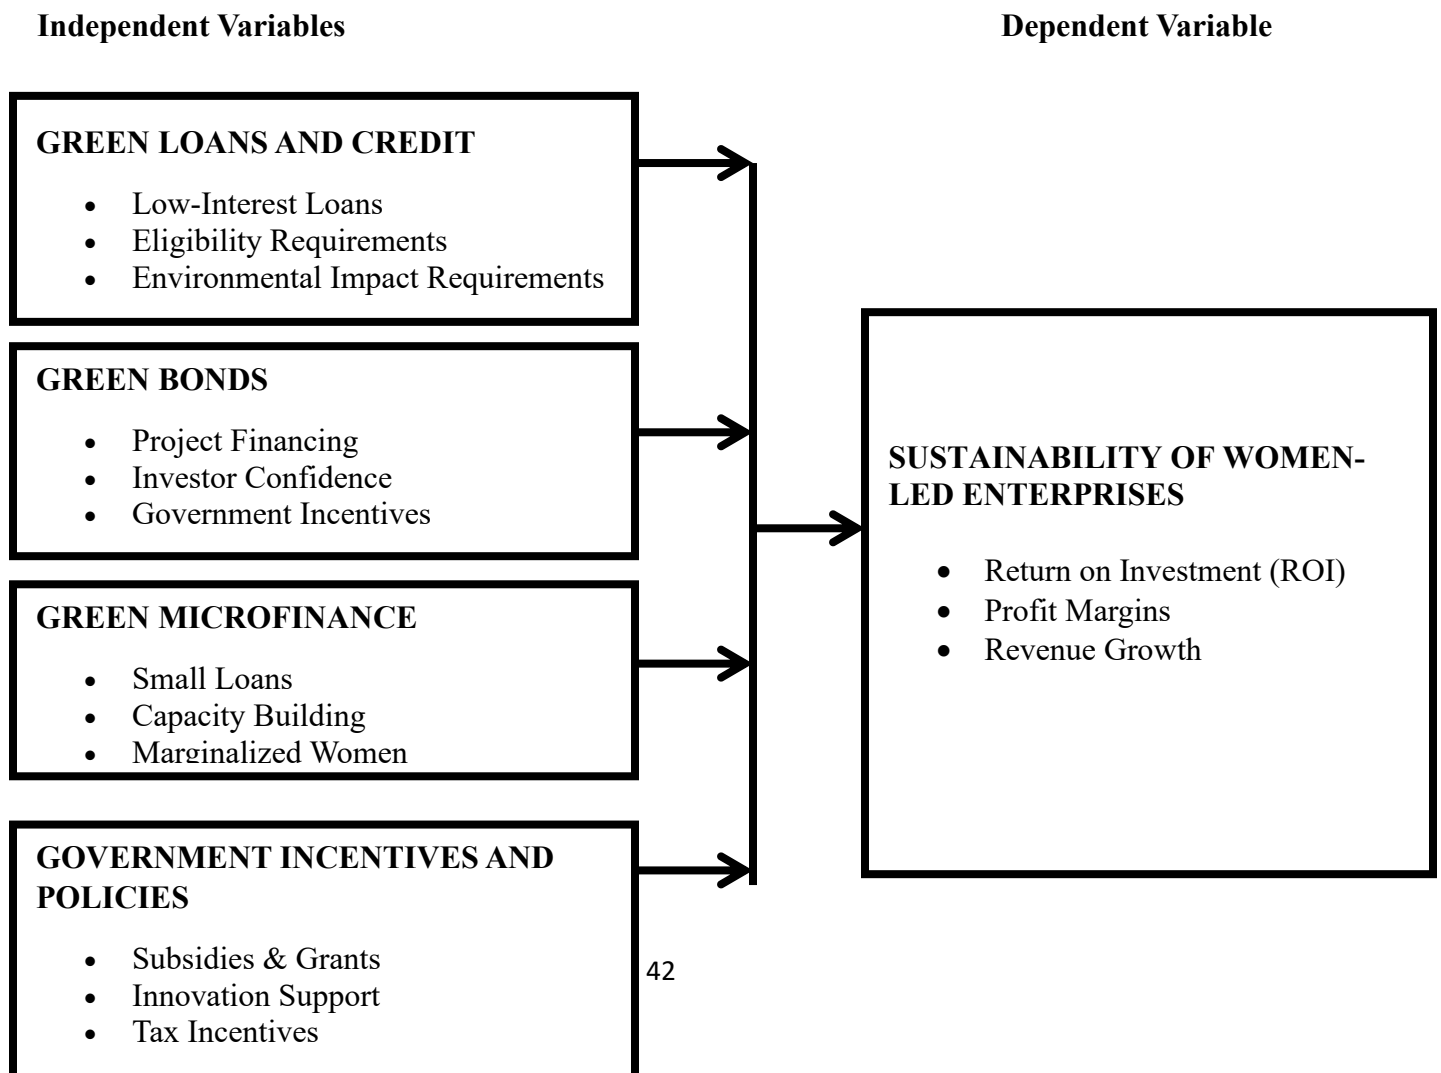 Independent Variables
Dependent Variable
GREEN LOANS AND CREDIT
• Low-Interest Loans
• Eligibility Requirements
• Environmental Impact Requirements
GREEN BONDS
• Project Financing
• Investor Confidence
• Government Incentives
GREEN MICROFINANCE
• Small Loans
• Capacity Building
• Marginalized Women
GOVERNMENT INCENTIVES AND
POLICIES
• Subsidies & Grants
• Innovation Support
• Tax Incentives
SUSTAINABILITY OF WOMEN-
LED ENTERPRISES
• Return on Investment (ROI)
• Profit Margins
• Revenue Growth
42